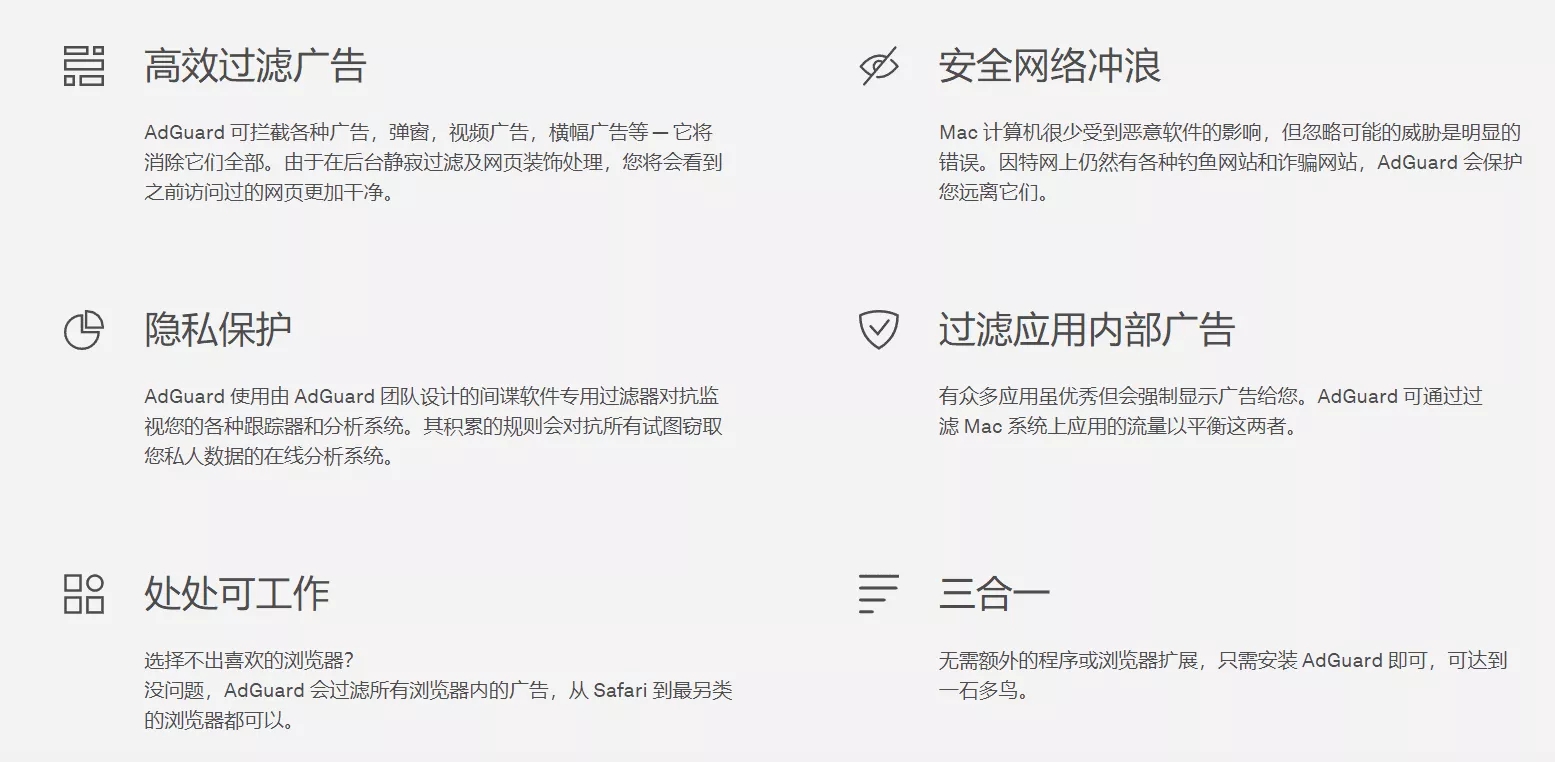 高效过滤广告
AdGuard 可拦截各种广告，弹窗，视频广告，横幅广告等 — 它将
消除它们全部。由于在后台静寂过滤及网页装饰处理，您将会看到
之前访问过的网页更加干净。
安全网络冲浪
Mac 计算机很少受到恶意软件的影响，但忽略可能的威胁是明显的
错误。因特网上仍然有各种钓鱼网站和诈骗网站，AdGuard 会保护
您远离它们。
隐私保护
AdGuard 使用由 AdGuard 团队设计的间谍软件专用过滤器对抗监
视您的各种跟踪器和分析系统。其积累的规则会对抗所有试图窃取
您私人数据的在线分析系统。
过滤应用内部广告
有众多应用虽优秀但会强制显示广告给您。AdGuard 可通过过
滤 Mac 系统上应用的流量以平衡这两者。
处处可工作
选择不出喜欢的浏览器？
没问题，AdGuard 会过滤所有浏览器内的广告，从 Safari 到最另类
的浏览器都可以。
三合一
无需额外的程序或浏览器扩展，只需安装 AdGuard 即可，可达到
一石多鸟。